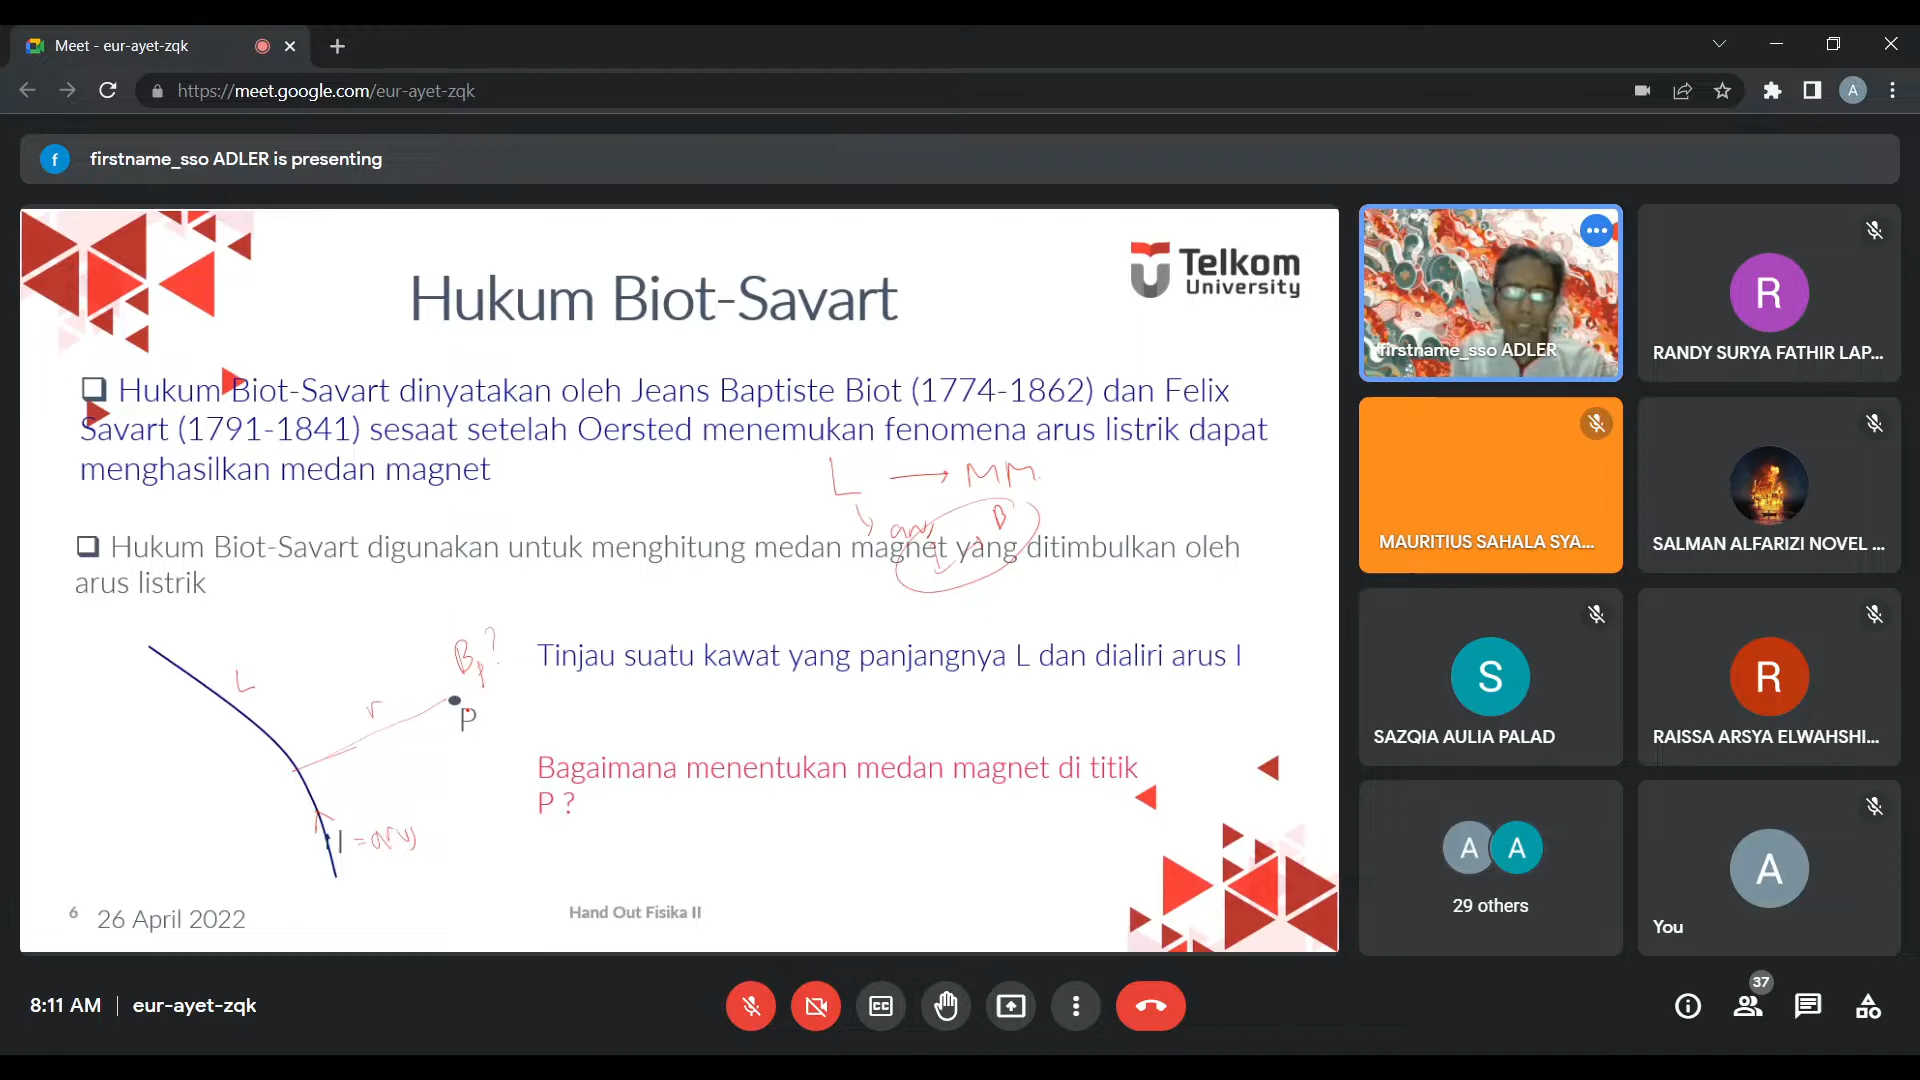 Meet - eur-ayet-zqk
https://meet.google.com/eur-ayet-zqk
A
f
firstname_sso ADLER is presenting
Telkom
University
Hukum Biot-Savart
Hukum Biot-Savart dinyatakan oleh Jeans Baptiste Biot (1774-1862) dan Felix
Savart (1791-1841) sesaat setelah Oersted menemukan fenomena arus listrik dapat
menghasilkan medan magnet
L → MM.
arus B
I →
Hukum Biot-Savart digunakan untuk menghitung medan magnet yang ditimbulkan oleh
arus listrik
L
r
Bp?
P
I = arus
Tinjau suatu kawat yang panjangnya L dan dialiri arus I
Bagaimana menentukan medan magnet di titik
P ?
6
26 April 2022
Hand Out Fisika II
firstname_sso ADLER
R
RANDY SURYA FATHIR LAP...
MAURITIUS SAHALA SYA...
SALMAN ALFARIZI NOVEL ...
S
SAZQIA AULIA PALAD
R
RAISSA ARSYA ELWAHSHI...
A A
29 others
A
You
8:11 AM | eur-ayet-zqk
CC
37